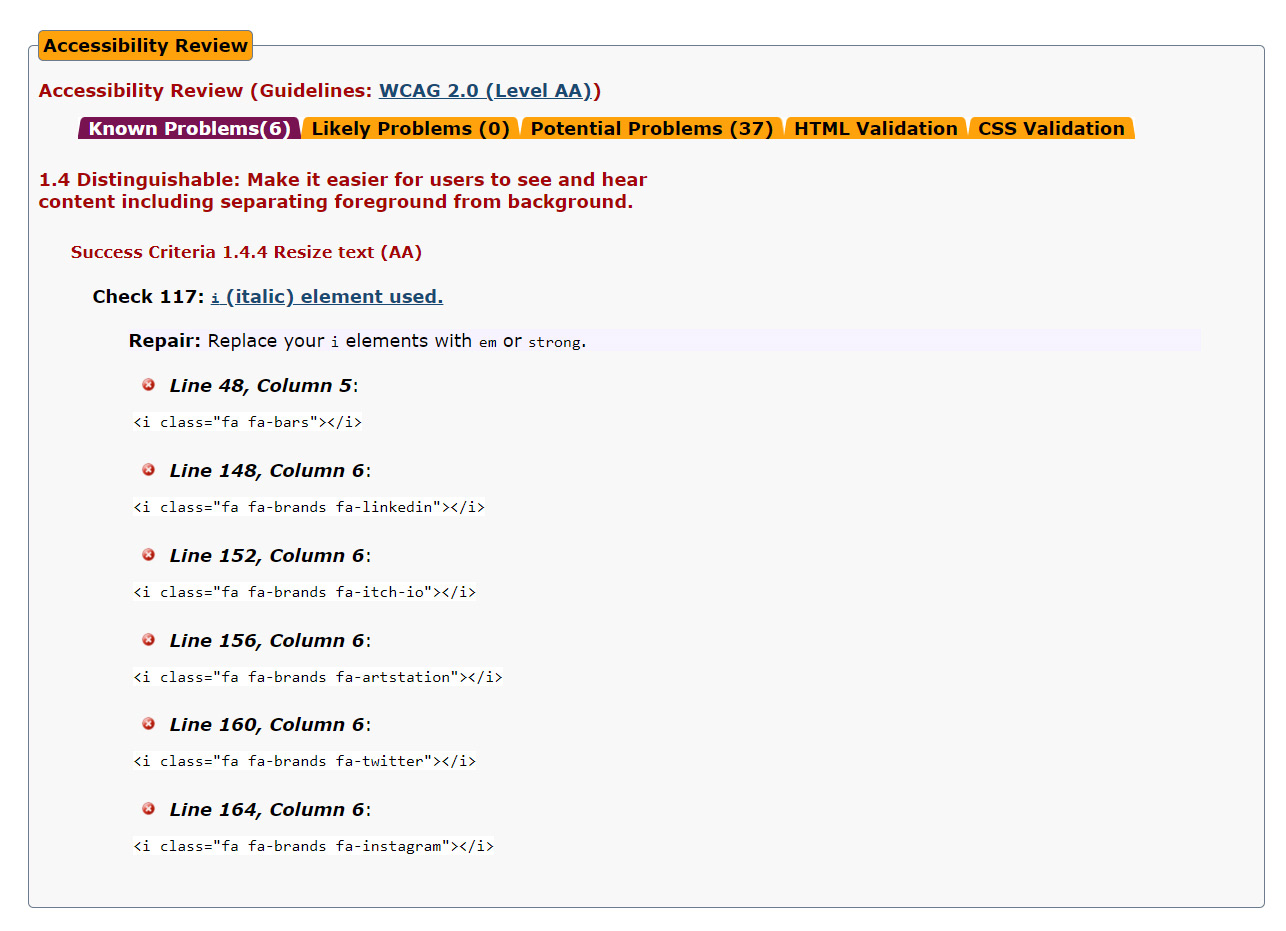 Accessibility Review
Accessibility Review (Guidelines: WCAG 2.0 (Level AA))
Known Problems(6) Likely Problems (0) Potential Problems (37) HTML Validation CSS Validation
1.4 Distinguishable: Make it easier for users to see and hear
content including separating foreground from background.
Success Criteria 1.4.4 Resize text (AA)
Check 117: i (italic) element used.
Repair: Replace your i elements with em or strong.
Line 48, Column 5:
<i class="fa fa-bars"></i>
Line 148, Column 6:
<i class="fa fa-brands fa-linkedin"></i>
Line 152, Column 6:
<i class="fa fa-brands fa-itch-io"></i>
Line 156, Column 6:
<i class="fa fa-brands fa-artstation"></i>
Line 160, Column 6:
<i class="fa fa-brands fa-twitter"></i>
Line 164, Column 6:
<i class="fa fa-brands fa-instagram"></i>